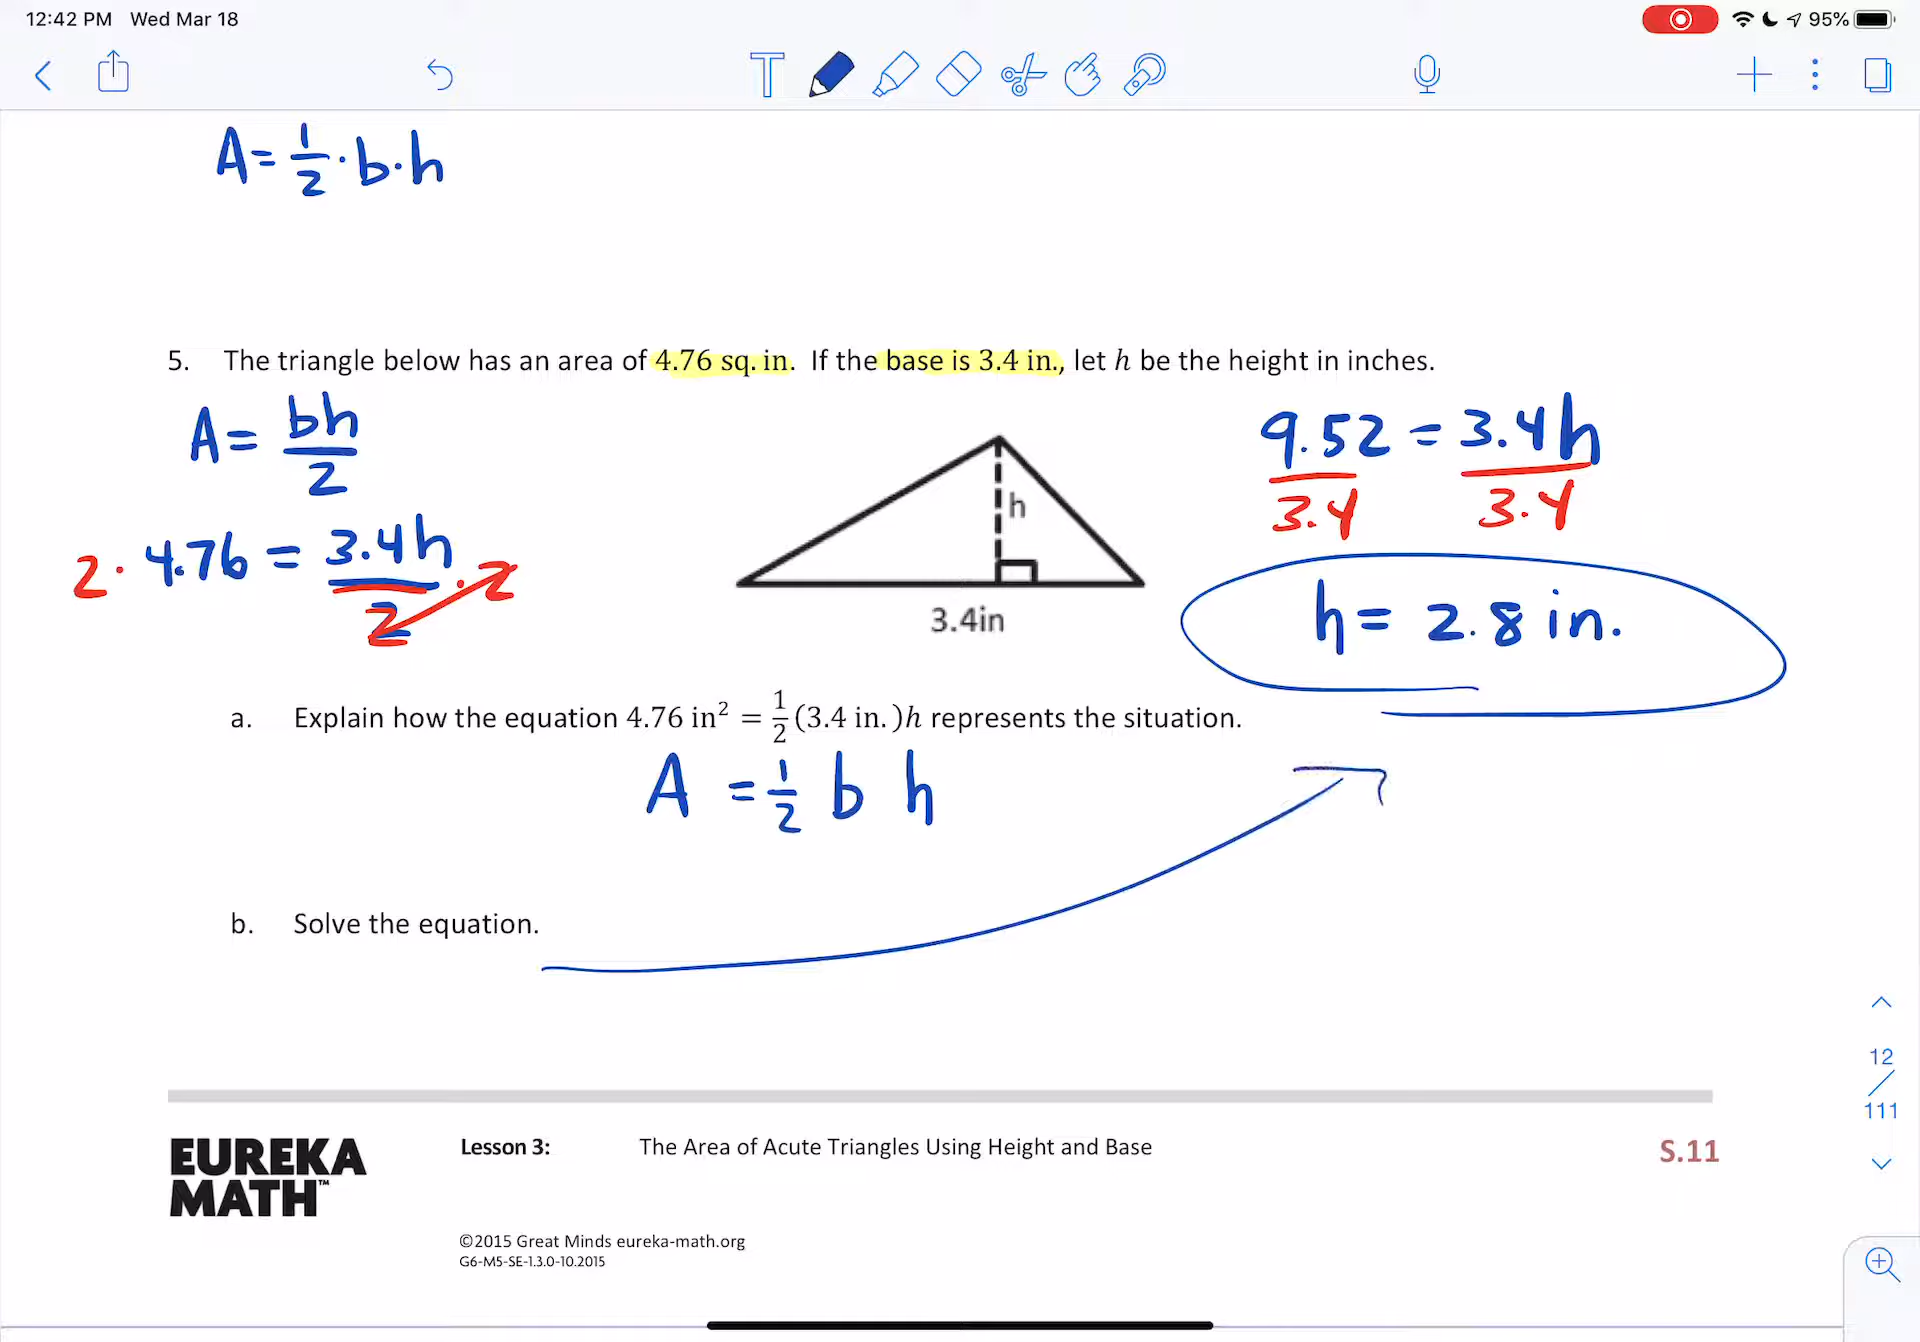 12:42 PM Wed Mar 18 95%
T
A = 1/2 · b · h
5. The triangle below has an area of 4.76 sq. in. If the base is 3.4 in., let h be the height in inches.
A = bh/2
2 · 4.76 = 3.4h/2 · 2
h
3.4in
9.52 = 3.4h
3.4 3.4
h = 2.8 in.
a. Explain how the equation 4.76 in² = 1/2 (3.4 in.)h represents the situation.
A = 1/2 b h
b. Solve the equation.
12
/
111
EUREKA
MATH™
Lesson 3: The Area of Acute Triangles Using Height and Base
S.11
©2015 Great Minds eureka-math.org
G6-M5-SE-1.3.0-10.2015